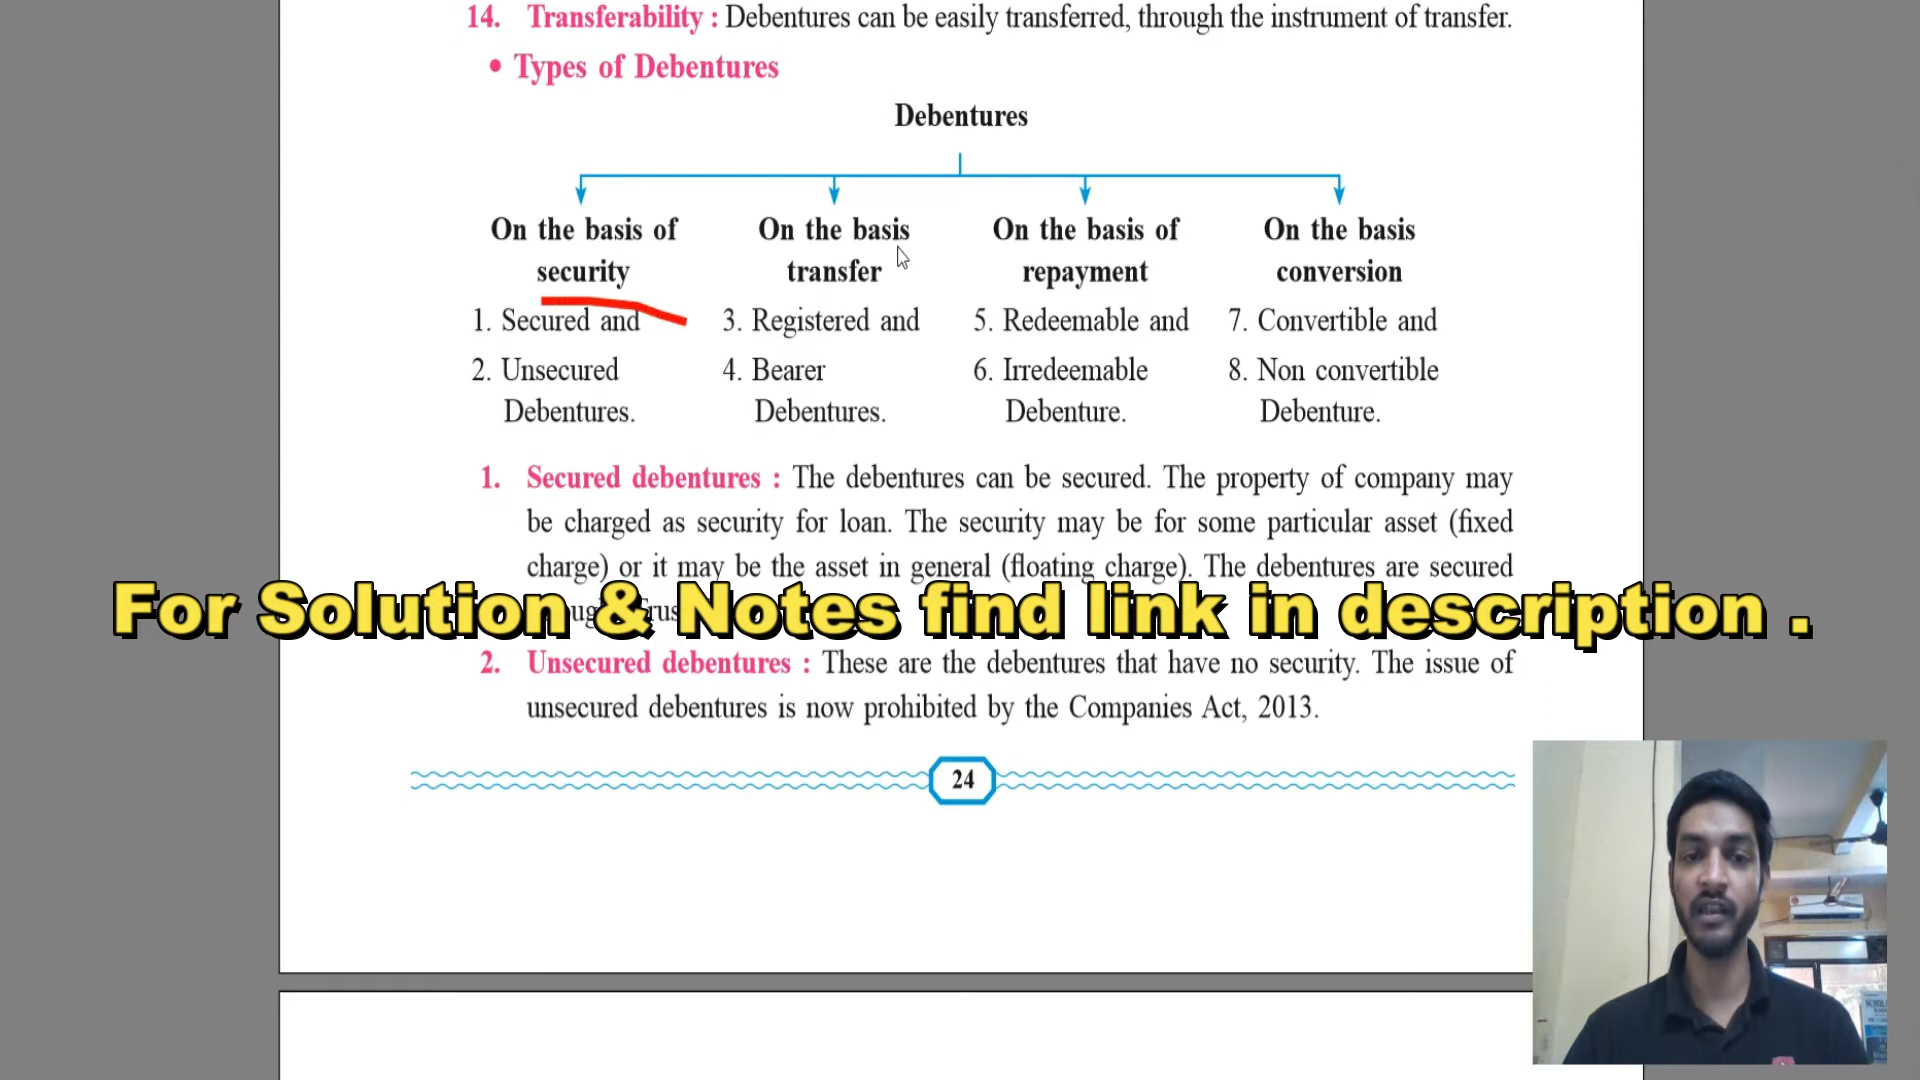 14. Transferability : Debentures can be easily transferred, through the instrument of transfer.
• Types of Debentures
Debentures
On the basis of security
1. Secured and
2. Unsecured
Debentures.
On the basis transfer
3. Registered and
4. Bearer
Debentures.
On the basis of repayment
5. Redeemable and
6. Irredeemable
Debenture.
On the basis conversion
7. Convertible and
8. Non convertible
Debenture.
1. Secured debentures : The debentures can be secured. The property of company may
be charged as security for loan. The security may be for some particular asset (fixed
charge) or it may be the asset in general (floating charge). The debentures are secured
For Solution & Notes find link in description .
2. Unsecured debentures : These are the debentures that have no security. The issue of
unsecured debentures is now prohibited by the Companies Act, 2013.
24